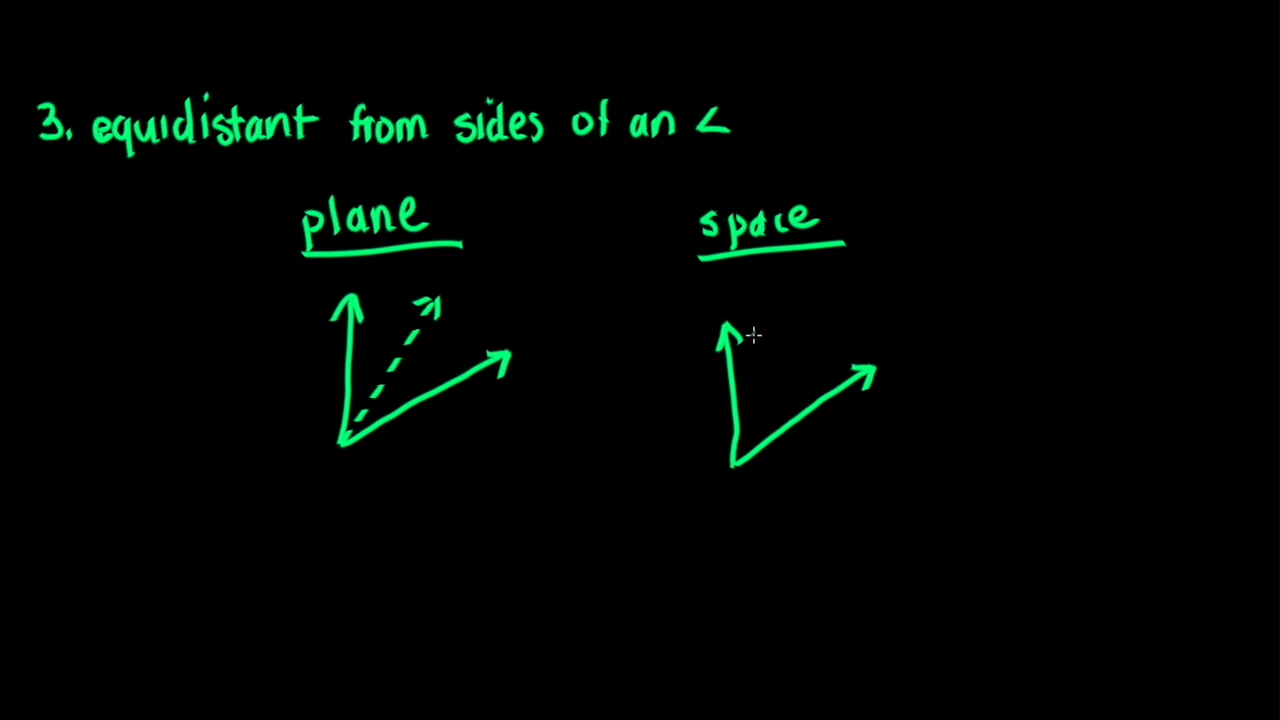 3. equidistant from sides of an <
plane
space